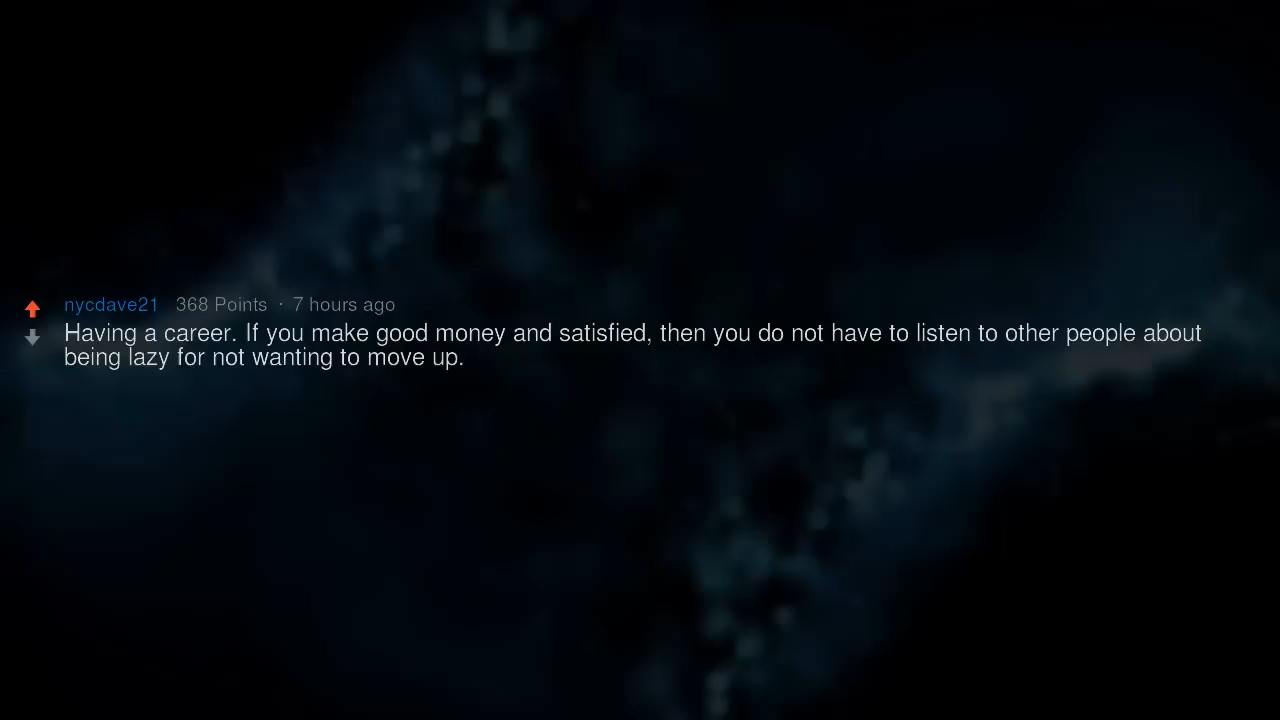 nycdave21 368 Points · 7 hours ago
Having a career. If you make good money and satisfied, then you do not have to listen to other people about
being lazy for not wanting to move up.